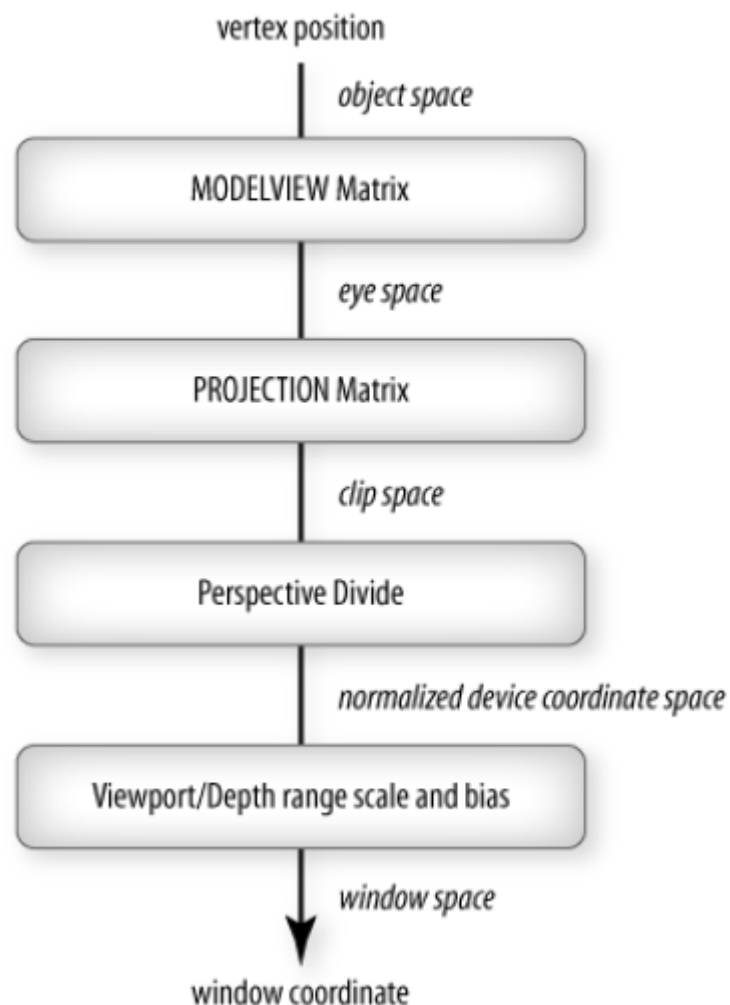 vertex position
object space
MODELVIEW Matrix
eye space
PROJECTION Matrix
clip space
Perspective Divide
normalized device coordinate space
Viewport/Depth range scale and bias
window space
window coordinate